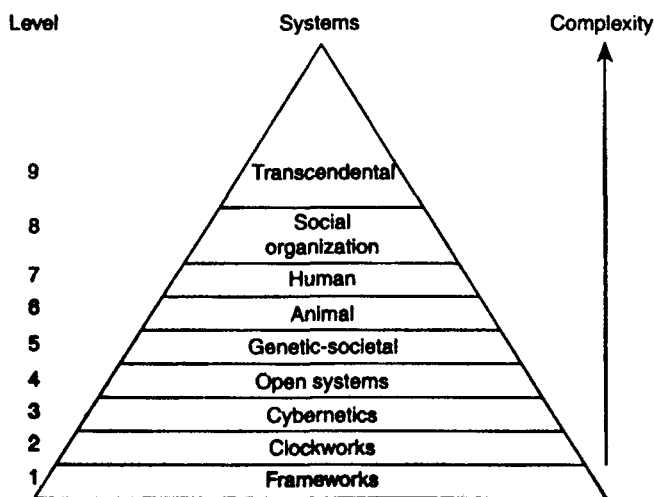 Level Systems Complexity
9 Transcendental
8 Social
organization
7 Human
6 Animal
5 Genetic-societal
4 Open systems
3 Cybernetics
2 Clockworks
1 Frameworks